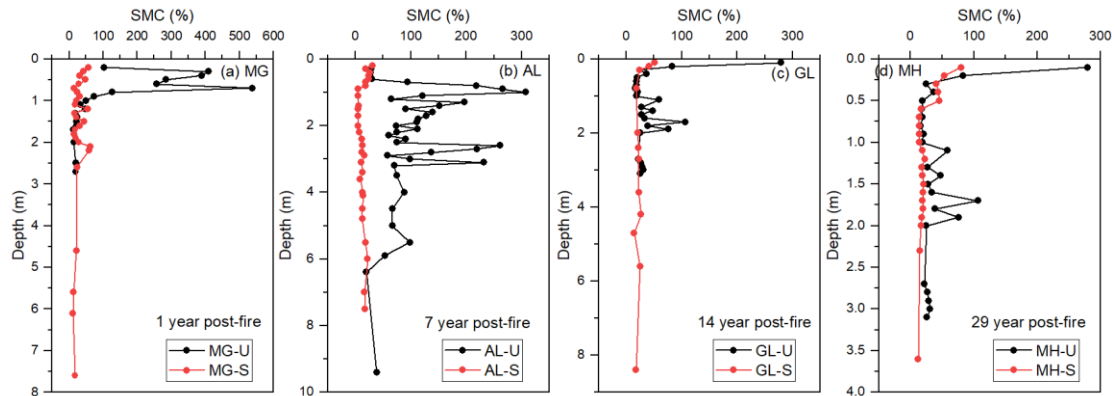 SMC (%) SMC (%) SMC (%) SMC (%)
0 100 200 300 400 500 600 0 100 200 300 0 100 200 300 0 100 200 300
Depth (m)
0
1
2
3
4
5
6
7
8
(a) MG
1 year post-fire
MG-U
MG-S
Depth (m)
0
2
4
6
8
10
(b) AL
7 year post-fire
AL-U
AL-S
Depth (m)
0
2
4
6
8
(c) GL
14 year post-fire
GL-U
GL-S
Depth (m)
0.0
0.5
1.0
1.5
2.0
2.5
3.0
3.5
4.0
(d) MH
29 year post-fire
MH-U
MH-S